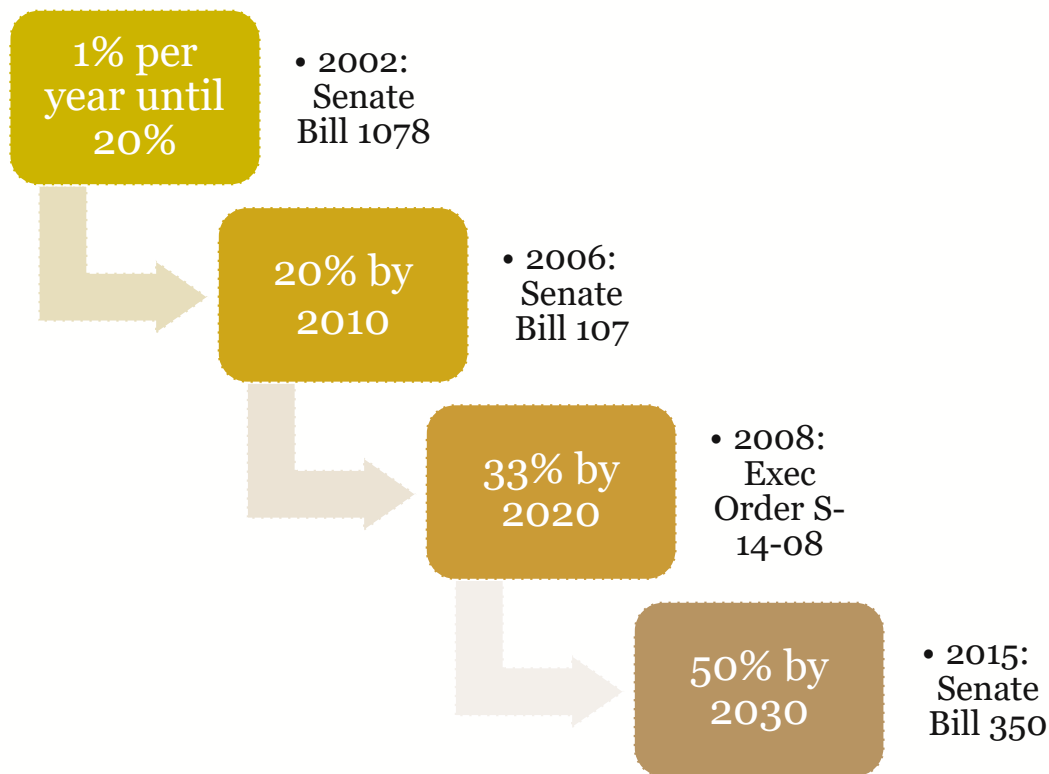 1% per
year until
20%
• 2002:
Senate
Bill 1078
20% by
2010
• 2006:
Senate
Bill 107
33% by
2020
• 2008:
Exec
Order S-
14-08
50% by
2030
• 2015:
Senate
Bill 350